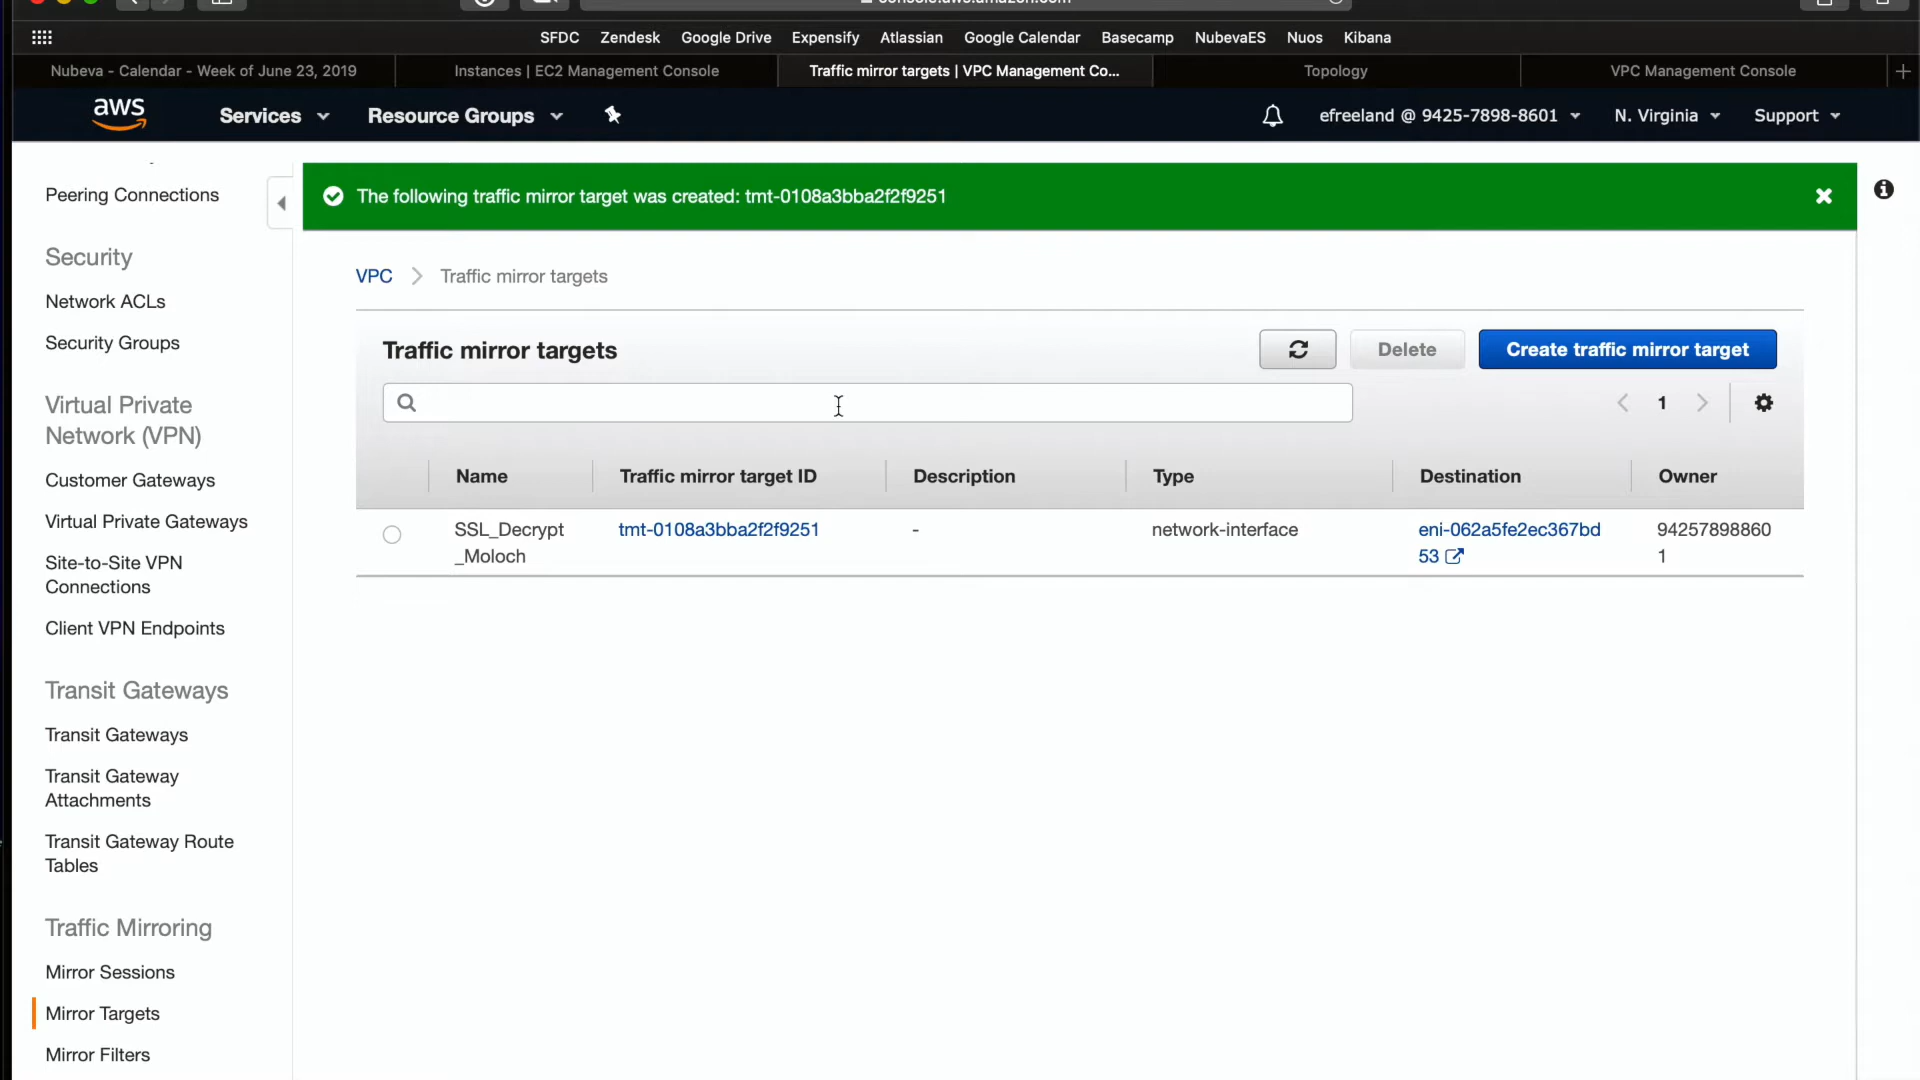 SFDC Zendesk Google Drive Expensify Atlassian Google Calendar Basecamp NubevaES Nuos Kibana
Nubeva - Calendar - Week of June 23, 2019 Instances | EC2 Management Console Traffic mirror targets | VPC Management Co... Topology VPC Management Console
aws Services Resource Groups efreeland @ 9425-7898-8601 N. Virginia Support
Peering Connections
Security
Network ACLs
Security Groups
Virtual Private
Network (VPN)
Customer Gateways
Virtual Private Gateways
Site-to-Site VPN
Connections
Client VPN Endpoints
Transit Gateways
Transit Gateways
Transit Gateway
Attachments
Transit Gateway Route
Tables
Traffic Mirroring
Mirror Sessions
Mirror Targets
Mirror Filters
The following traffic mirror target was created: tmt-0108a3bba2f2f9251
VPC Traffic mirror targets
Traffic mirror targets Delete Create traffic mirror target
1
Name Traffic mirror target ID Description Type Destination Owner
SSL_Decrypt tmt-0108a3bba2f2f9251 - network-interface eni-062a5fe2ec367bd 94257898860
_Moloch 53 1